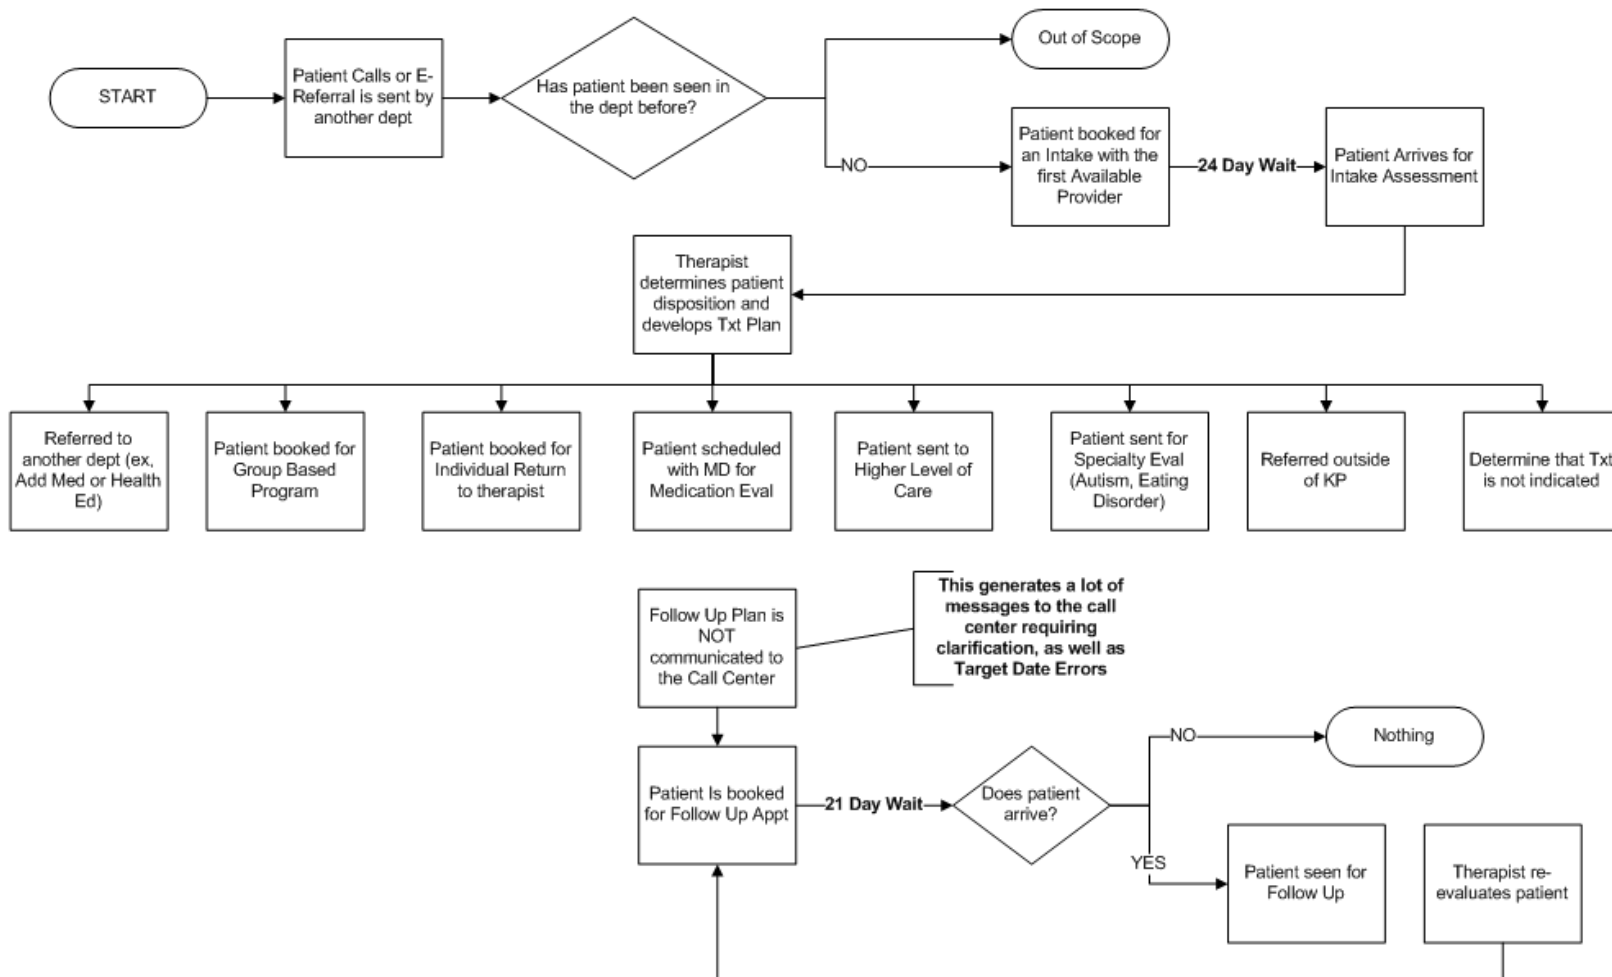 START
Patient Calls or E-
Referral is sent by
another dept
Has patient been seen in
the dept before?
Out of Scope
NO
Patient booked for
an Intake with the
first Available
Provider
24 Day Wait
Patient Arrives for
Intake Assessment
Therapist
determines patient
disposition and
develops Txt Plan
Referred to
another dept (ex,
Add Med or Health
Ed)
Patient booked for
Group Based
Program
Patient booked for
Individual Return
to therapist
Patient scheduled
with MD for
Medication Eval
Patient sent to
Higher Level of
Care
Patient sent for
Specialty Eval
(Autism, Eating
Disorder)
Referred outside
of KP
Determine that Txt
is not indicated
Follow Up Plan is
NOT
communicated to
the Call Center
This generates a lot of
messages to the call
center requiring
clarification, as well as
Target Date Errors
Patient Is booked
for Follow Up Appt
21 Day Wait
Does patient
arrive?
NO
Nothing
YES
Patient seen for
Follow Up
Therapist re-
evaluates patient